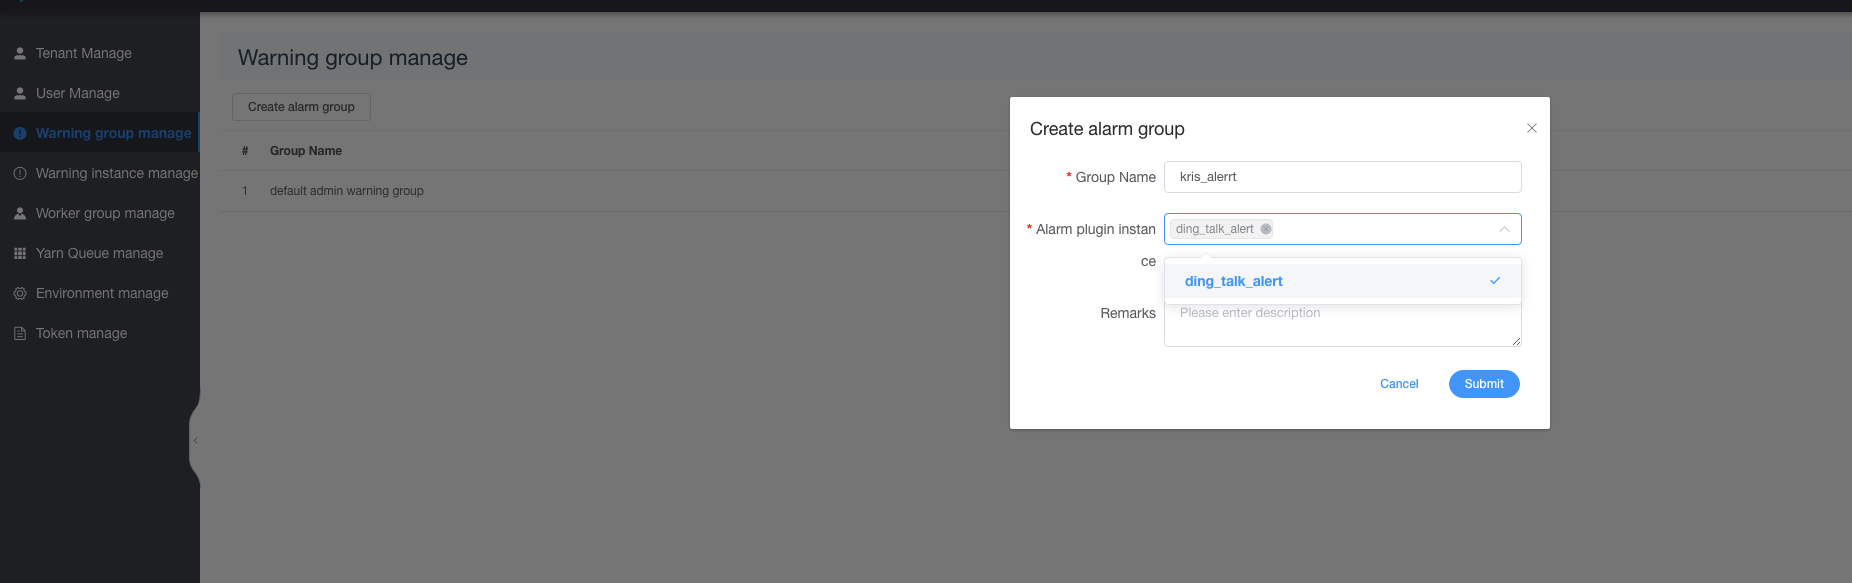 Tenant Manage
User Manage
Warning group manage
Warning instance manage
Worker group manage
Yarn Queue manage
Environment manage
Token manage
Warning group manage
Create alarm group
# Group Name
1 default admin warning group
Create alarm group
* Group Name kris_alerrt
* Alarm plugin instan
ce
ding_talk_alert
ding_talk_alert
Remarks Please enter description
Cancel Submit